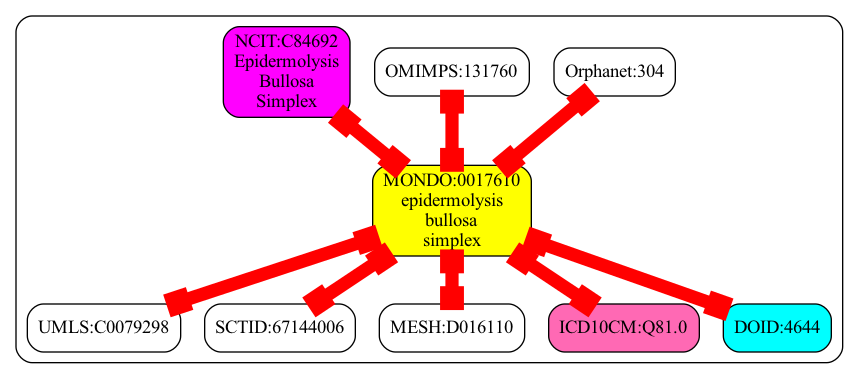 NCIT:C84692
Epidermolysis
Bullosa
Simplex
OMIMPS:131760
Orphanet:304
MONDO:0017610
epidermolysis
bullosa
simplex
UMLS:C0079298
SCTID:67144006
MESH:D016110
ICD10CM:Q81.0
DOID:4644